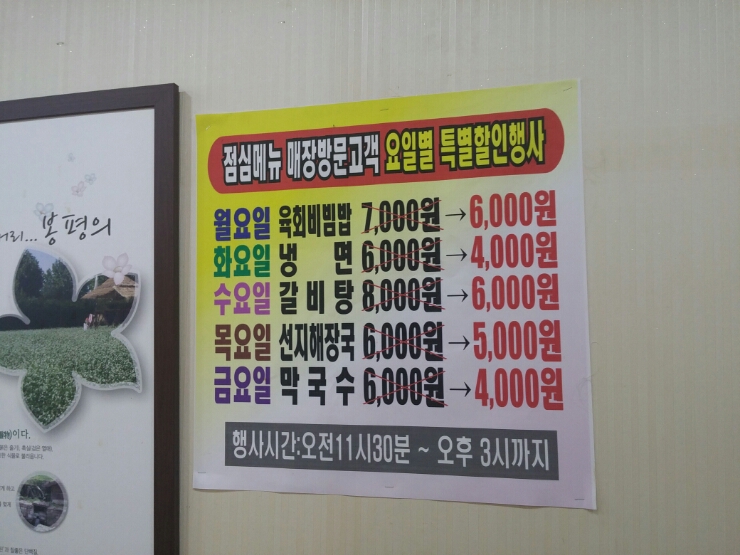 점심메뉴 매장방문고객 요일별 특별할인행사
월요일 육회비빔밥 7,000원→6,000원
화요일 냉 면 6,000원→4,000원
수요일 갈 비 탕 8,000원→6,000원
목요일 선지해장국 6,000원→5,000원
금요일 막 국 수 6,000원→4,000원
행사시간:오전11시30분 ~ 오후 3시까지
봉평의
이다.